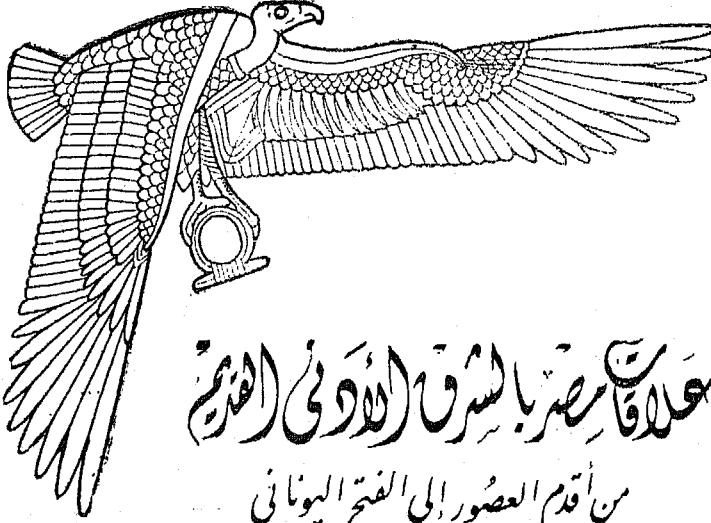 علاقات مصر بالشرق الأدنى القديم
من أقدم العصور إلى الفتح اليوناني